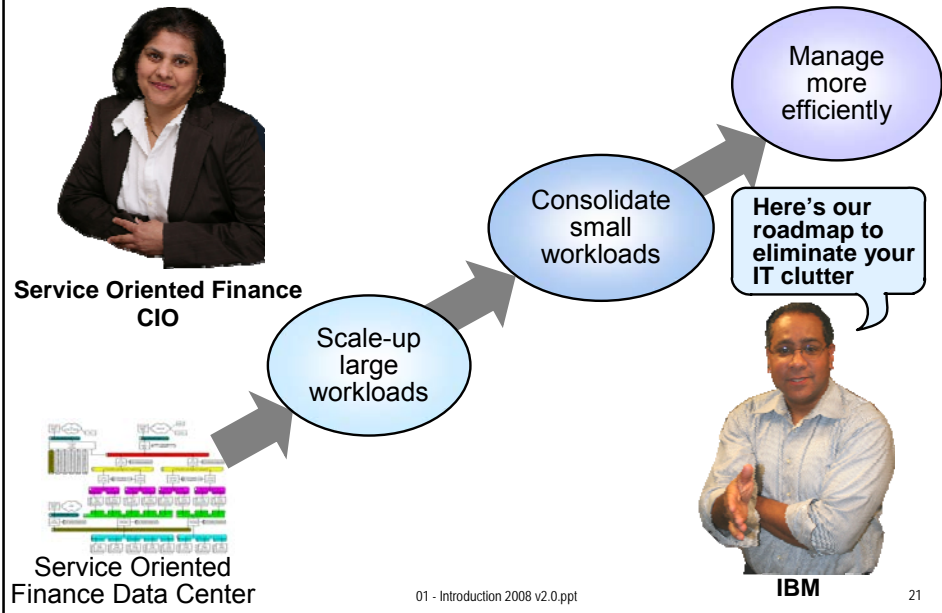 Manage
more
efficiently
Consolidate
small
workloads
Here's our
roadmap to
eliminate your
IT clutter
Service Oriented Finance
CIO
Scale-up
large
workloads
Service Oriented
Finance Data Center
01 - Introduction 2008 v2.0.ppt
IBM
21